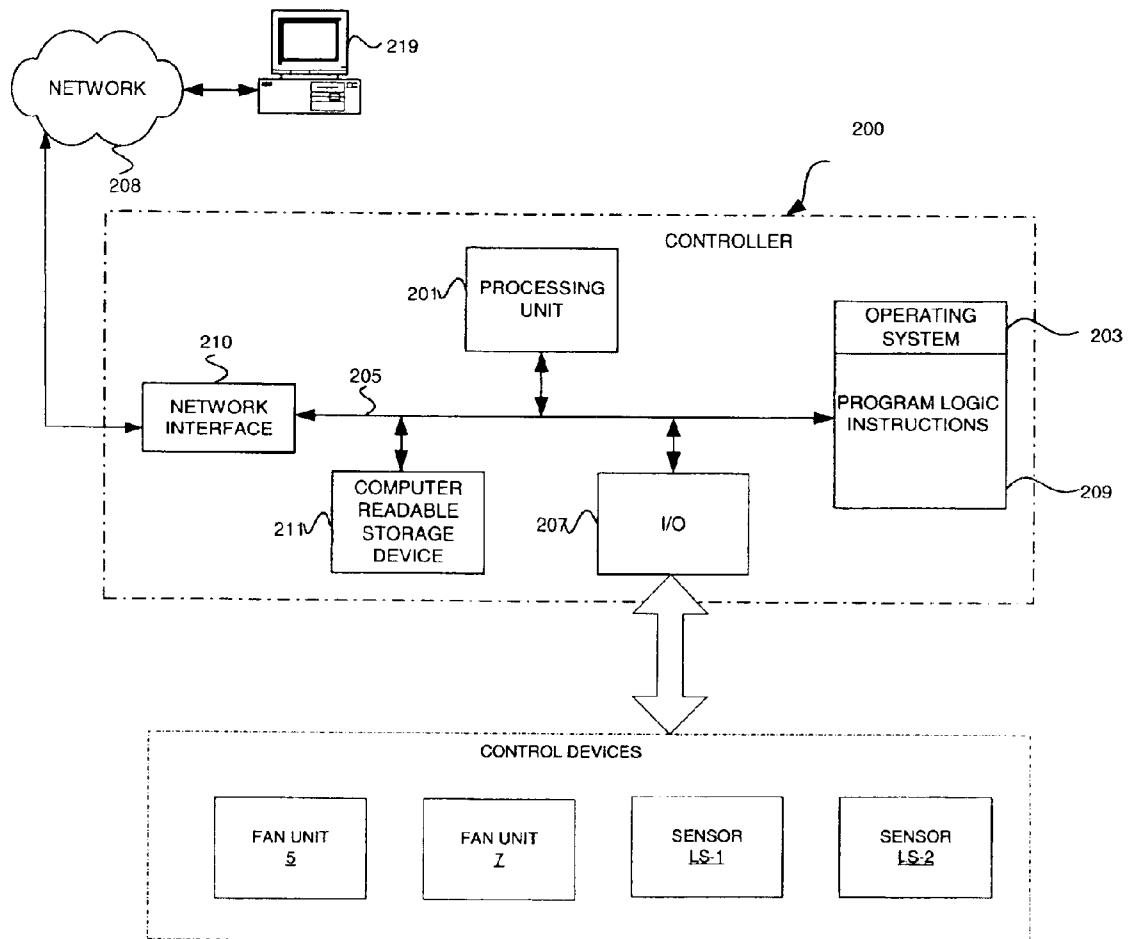 219
NETWORK
208
200
CONTROLLER
201
PROCESSING
UNIT
OPERATING
SYSTEM
203
210
205
NETWORK
INTERFACE
PROGRAM LOGIC
INSTRUCTIONS
209
211
COMPUTER
READABLE
STORAGE
DEVICE
207
I/O
CONTROL DEVICES
FAN UNIT
5
FAN UNIT
7
SENSOR
LS-1
SENSOR
LS-2